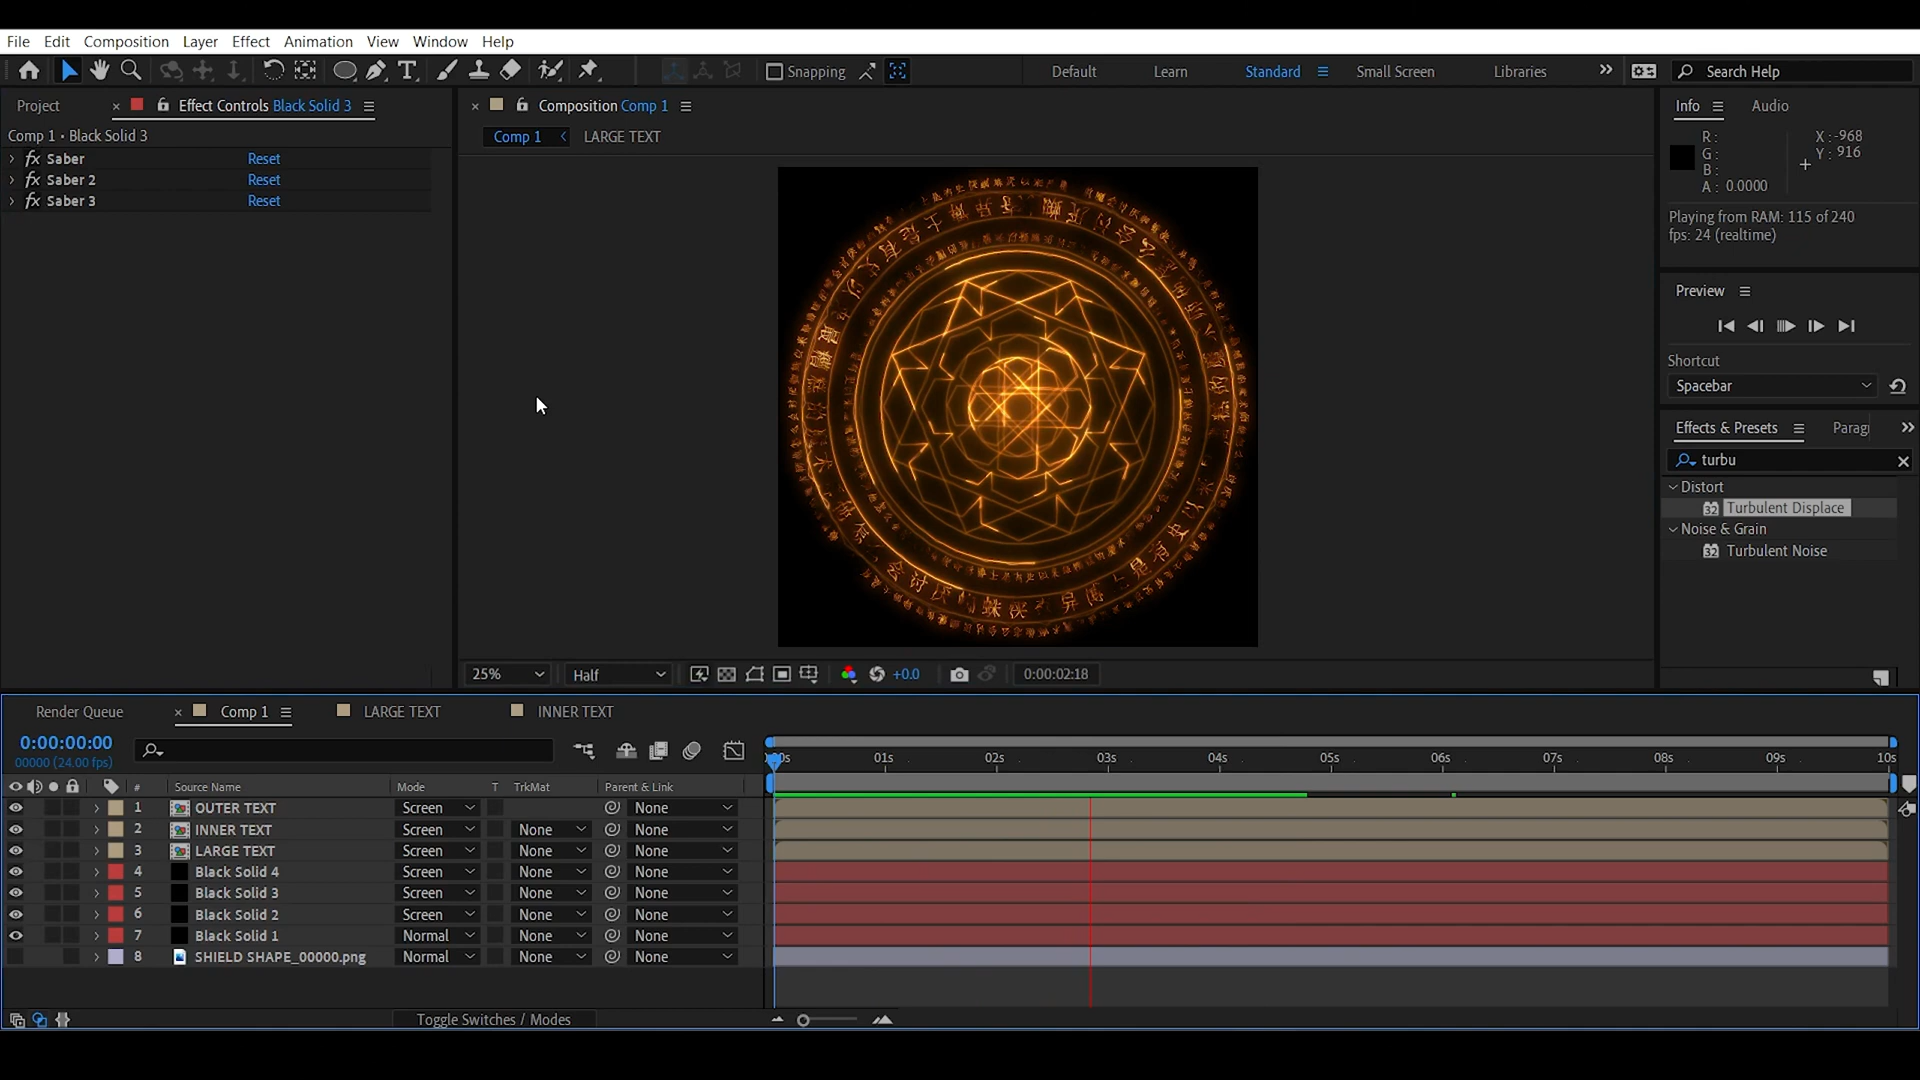 File Edit Composition Layer Effect Animation View Window Help
Snapping Default Learn Standard Small Screen Libraries Search Help
Project Effect Controls Black Solid 3
Comp 1 • Black Solid 3
fx Saber Reset
fx Saber 2 Reset
fx Saber 3 Reset
Composition Comp 1
Comp 1 LARGE TEXT
25% Half +0.0 0:00:02:18
Info Audio
R : X : -968
G : Y : 916
B :
A : 0.0000
Playing from RAM: 115 of 240
fps: 24 (realtime)
Preview
Shortcut
Spacebar
Effects & Presets Parag
turbu
Distort
32 Turbulent Displace
Noise & Grain
32 Turbulent Noise
Render Queue Comp 1 LARGE TEXT INNER TEXT
0:00:00:00
00000 (24.00 fps)
01s 02s 03s 04s 05s 06s 07s 08s 09s 10s
# Source Name Mode T TrkMat Parent & Link
1 OUTER TEXT Screen None
2 INNER TEXT Screen None None
3 LARGE TEXT Screen None None
4 Black Solid 4 Screen None None
5 Black Solid 3 Screen None None
6 Black Solid 2 Screen None None
7 Black Solid 1 Normal None None
8 SHIELD SHAPE_00000.png Normal None None
Toggle Switches / Modes